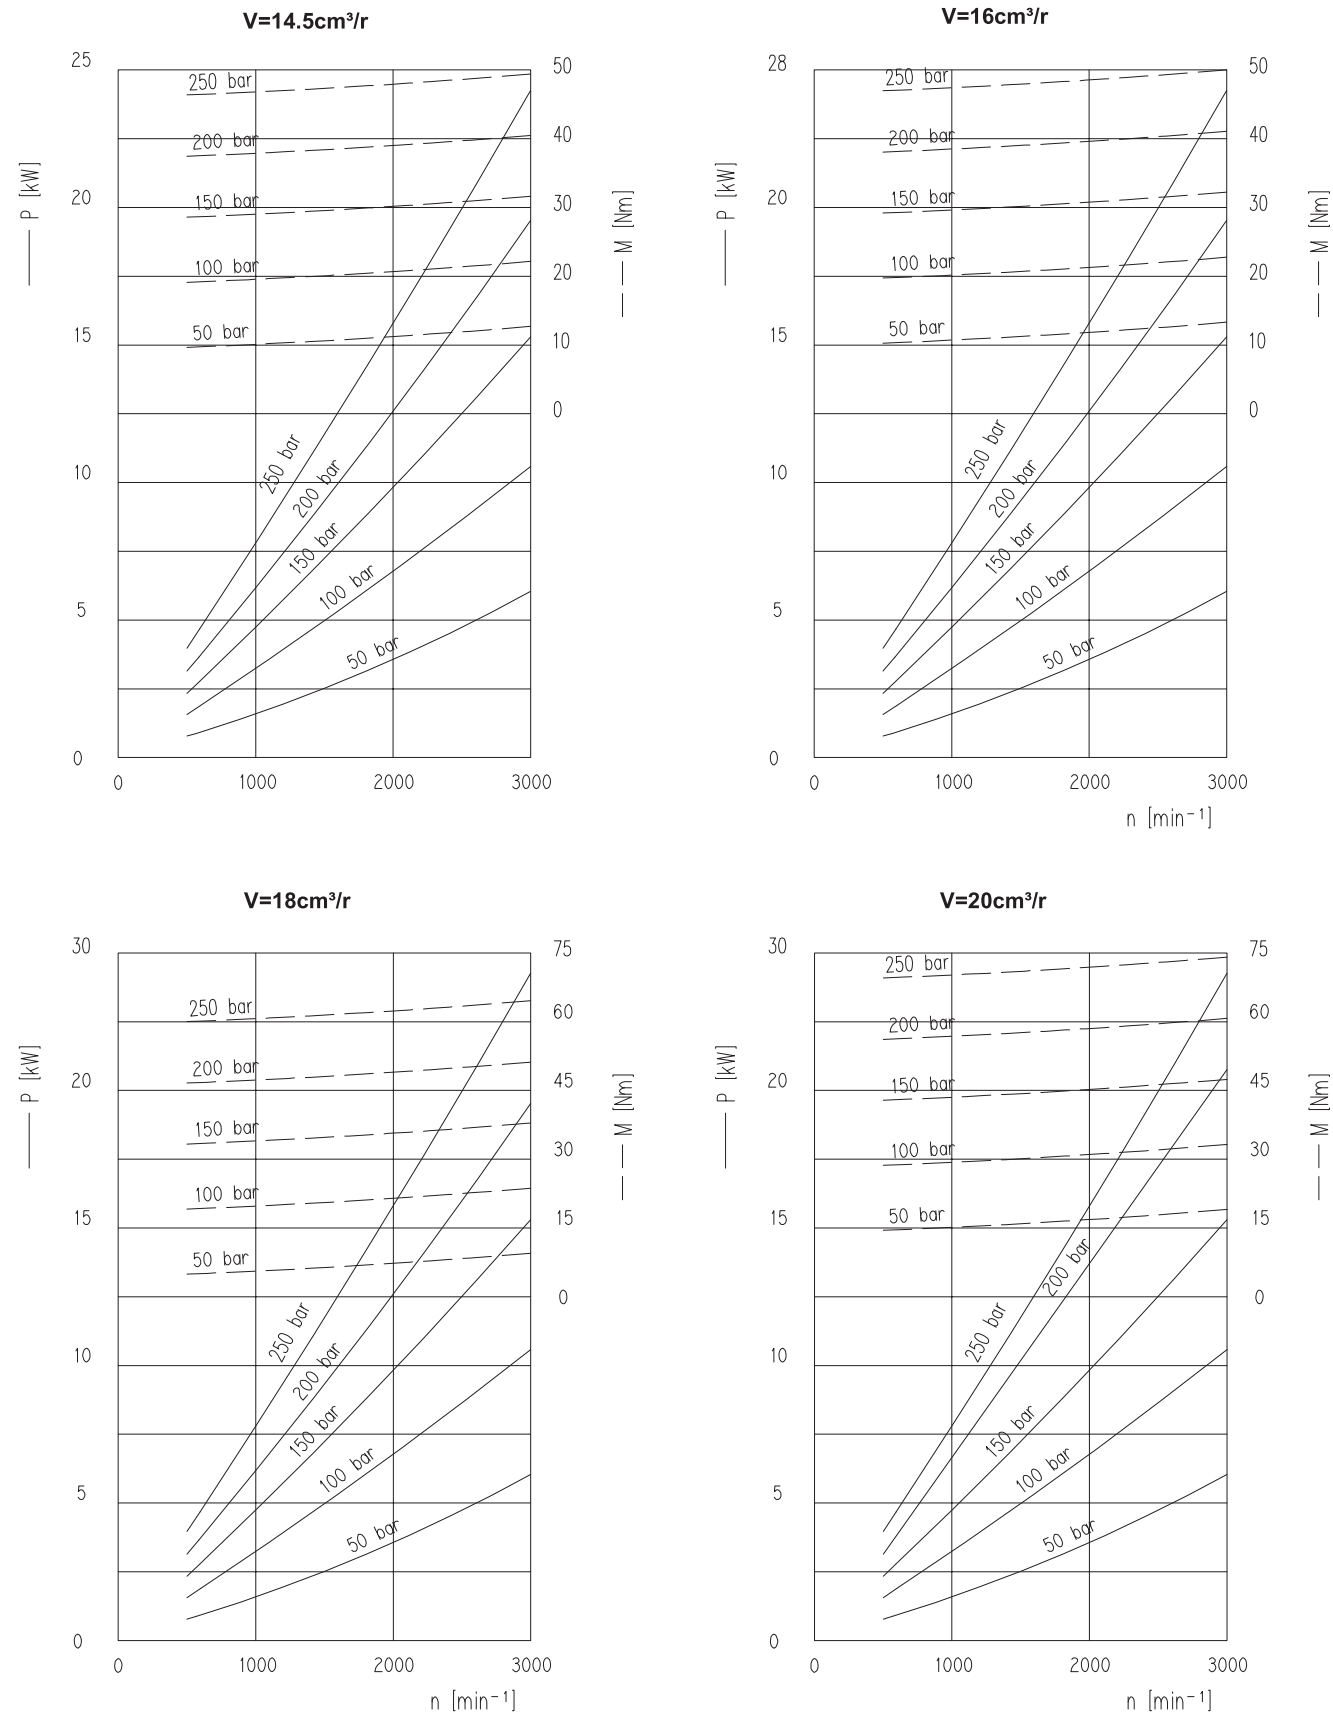 V=14.5cm³/r
25
20
15
10
5
0
P [kW]
50
40
30
20
10
0
M [Nm]
250 bar
200 bar
150 bar
100 bar
50 bar
250 bar
200 bar
150 bar
100 bar
50 bar
0 1000 2000 3000
V=16cm³/r
28
20
15
10
5
0
P [kW]
50
40
30
20
10
0
M [Nm]
250 bar
200 bar
150 bar
100 bar
50 bar
250 bar
200 bar
150 bar
100 bar
50 bar
0 1000 2000 3000
n [min⁻¹]
V=18cm³/r
30
20
15
10
5
0
P [kW]
75
60
45
30
15
0
M [Nm]
250 bar
200 bar
150 bar
100 bar
50 bar
250 bar
200 bar
150 bar
100 bar
50 bar
0 1000 2000 3000
n [min⁻¹]
V=20cm³/r
30
20
15
10
5
0
P [kW]
75
60
45
30
15
0
M [Nm]
250 bar
200 bar
150 bar
100 bar
50 bar
200 bar
250 bar
150 bar
100 bar
50 bar
0 1000 2000 3000
n [min⁻¹]